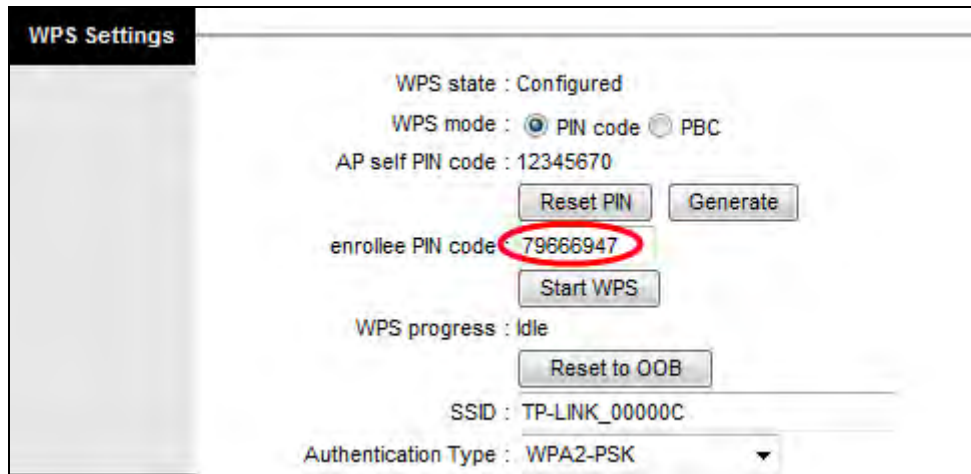 WPS Settings
WPS state : Configured
WPS mode : PIN code PBC
AP self PIN code : 12345670
Reset PIN Generate
enrollee PIN code : 79666947
Start WPS
WPS progress : Idle
Reset to OOB
SSID : TP-LINK_00000C
Authentication Type : WPA2-PSK